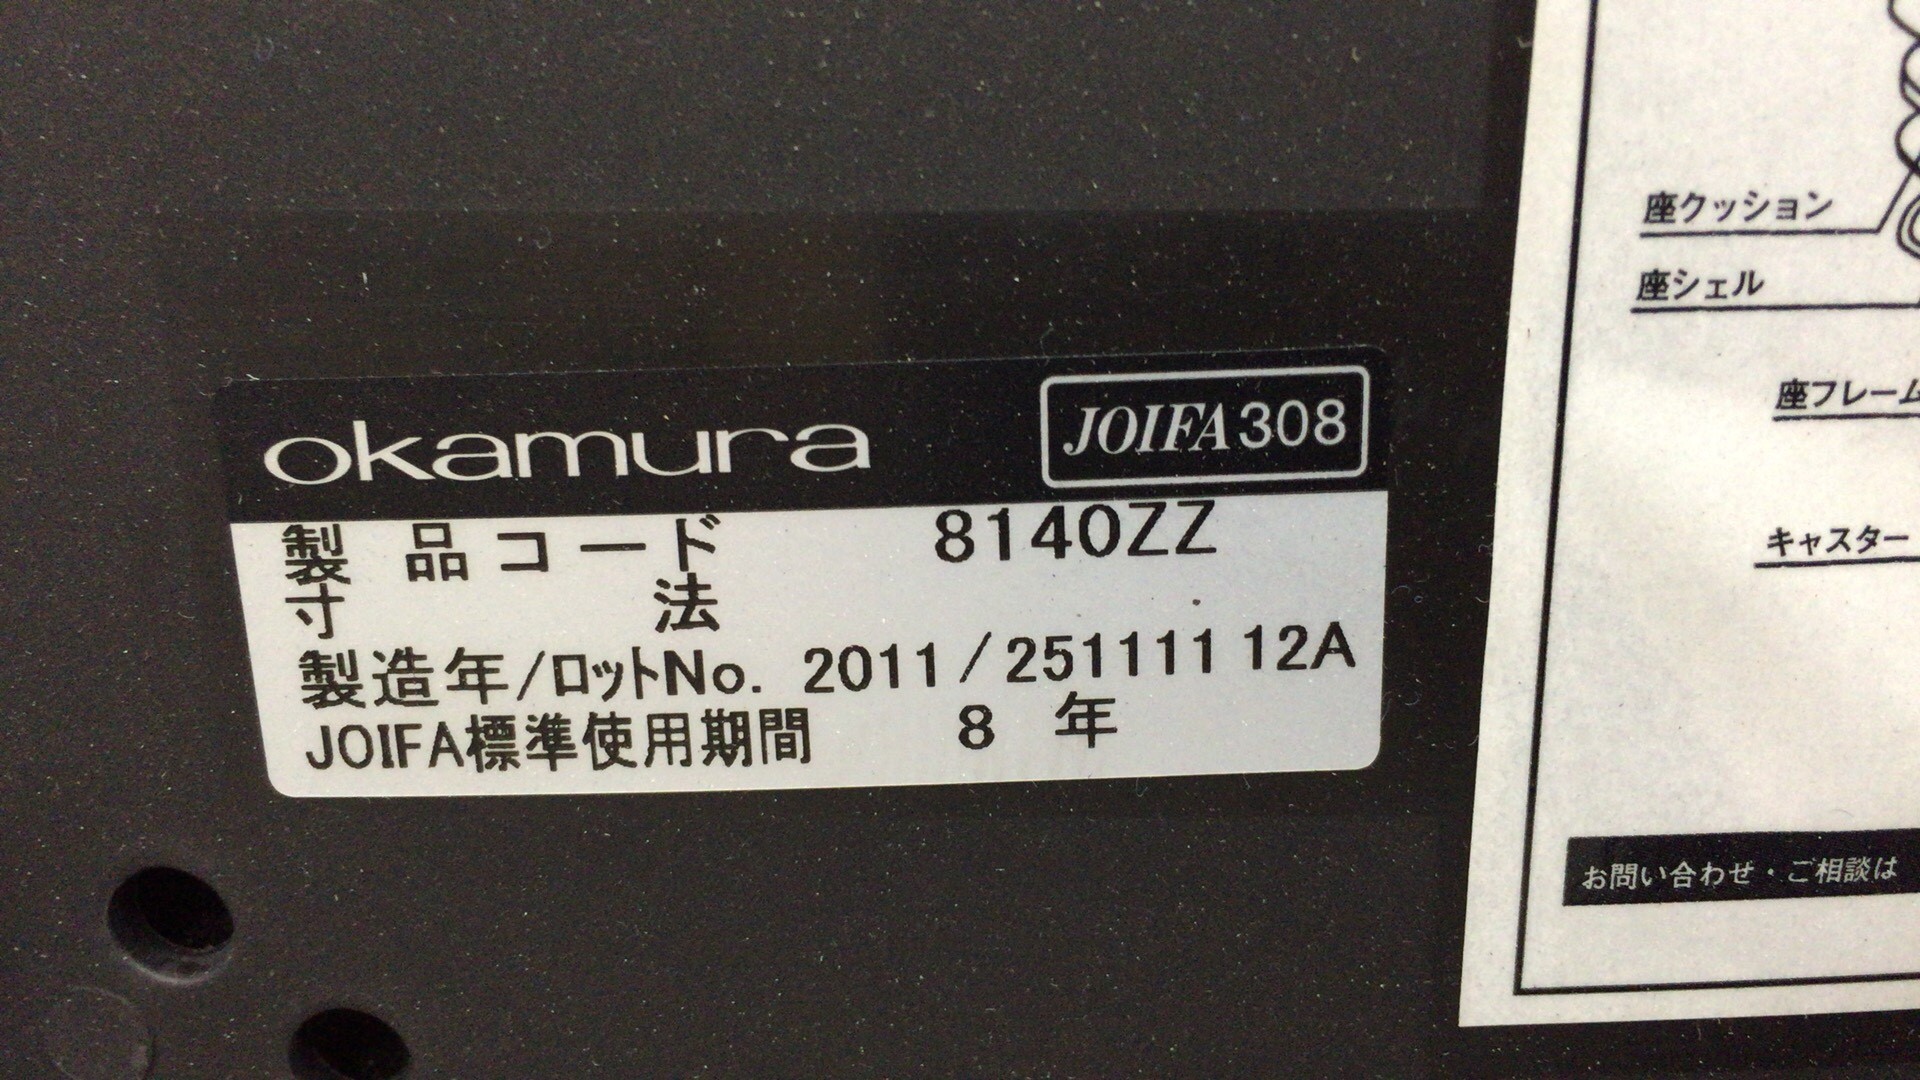 okamura JOIFA308
製品コード 8140ZZ
寸法
製造年/ロットNo. 2011/251111 12A
JOIFA標準使用期間 8年
座クッション
座シェル
座フレーム
キャスター
お問い合わせ・ご相談は